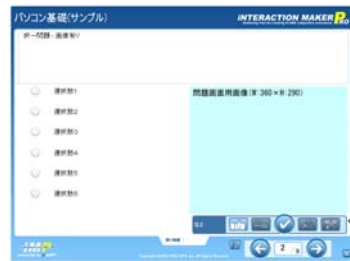 パソコン基礎(サンプル)
INTERACTION MAKER PRO
択一問題 - 画像有り
選択肢1
選択肢2
選択肢3
選択肢4
選択肢5
選択肢6
問題画面用画像(W 360×H 290)
2